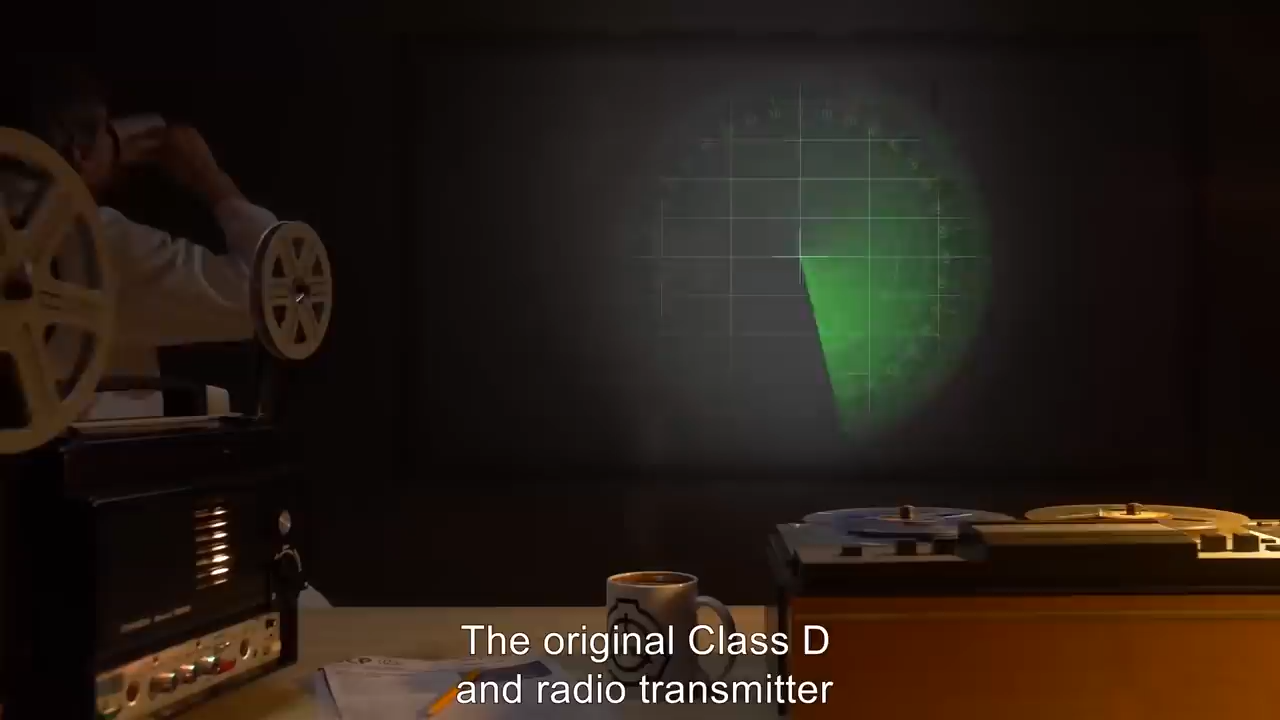 The original Class D
and radio transmitter